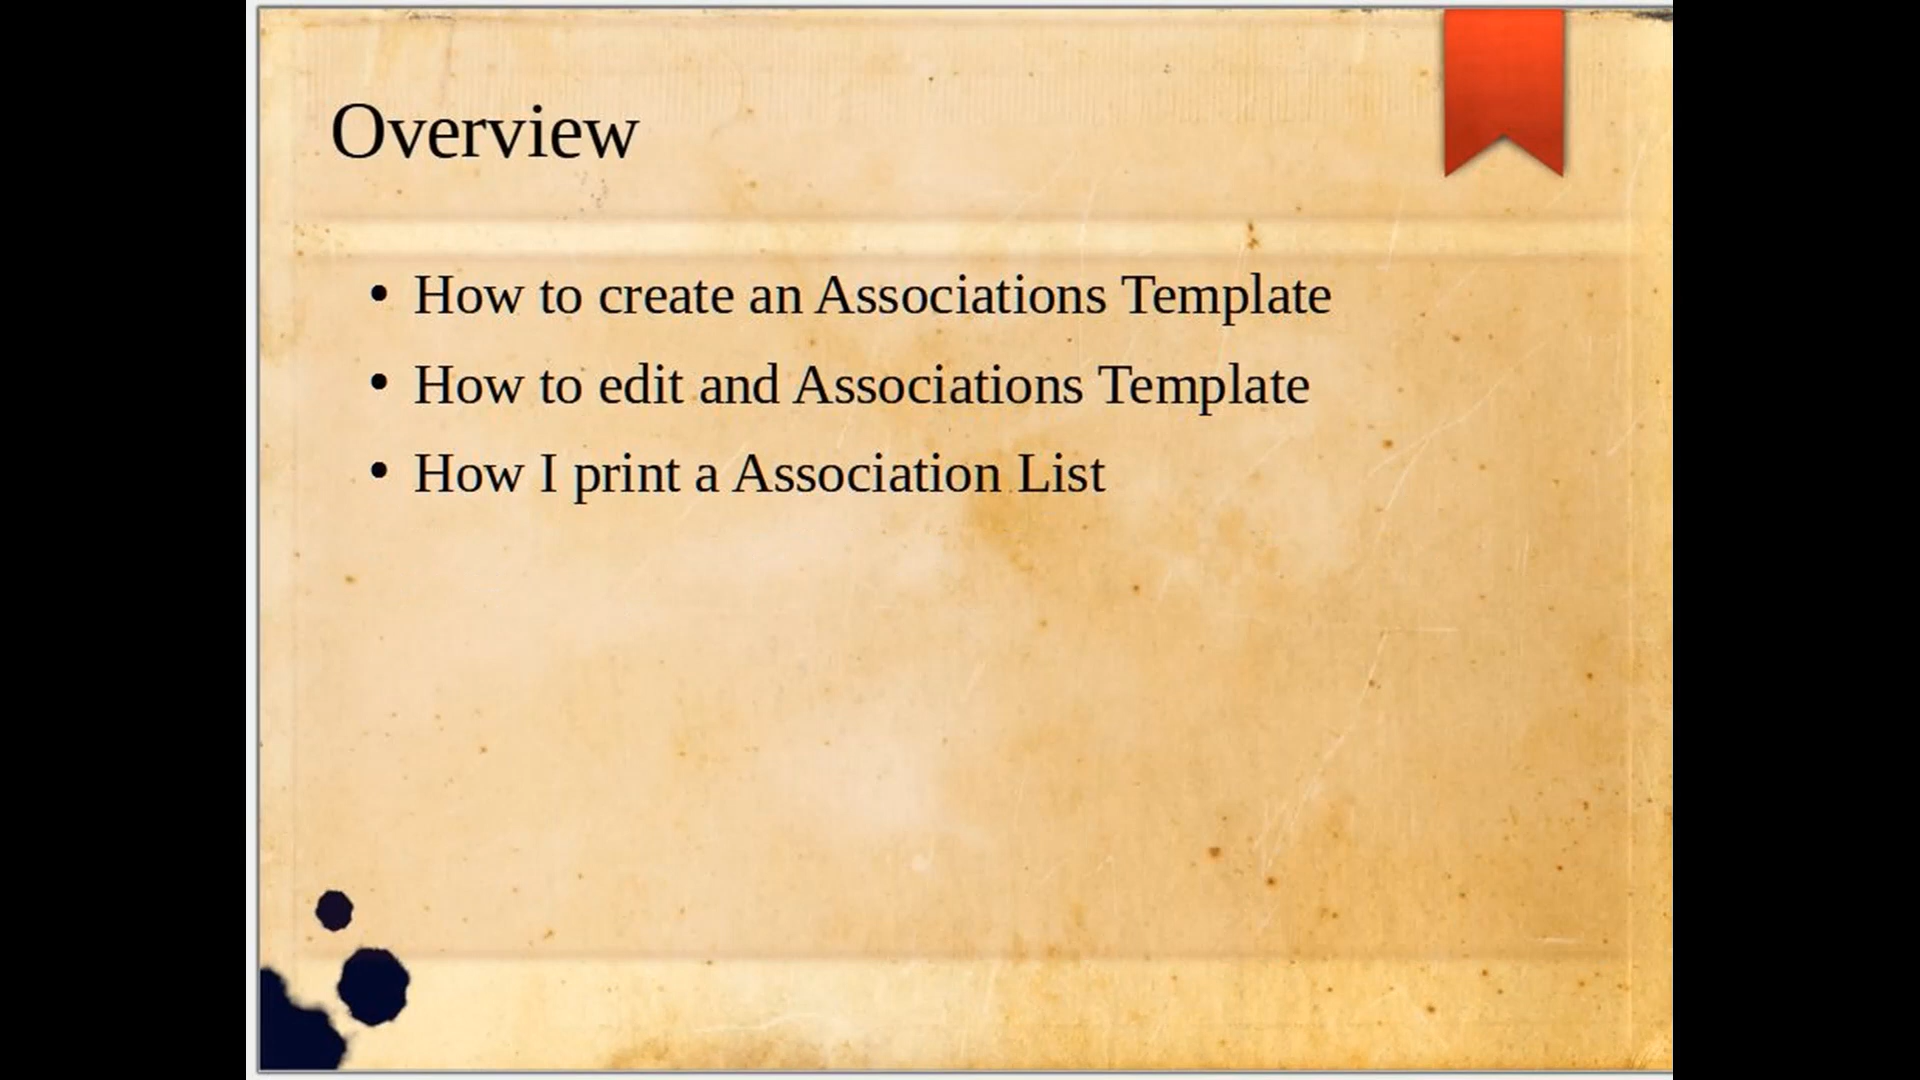 Overview
• How to create an Associations Template
• How to edit and Associations Template
• How I print a Association List